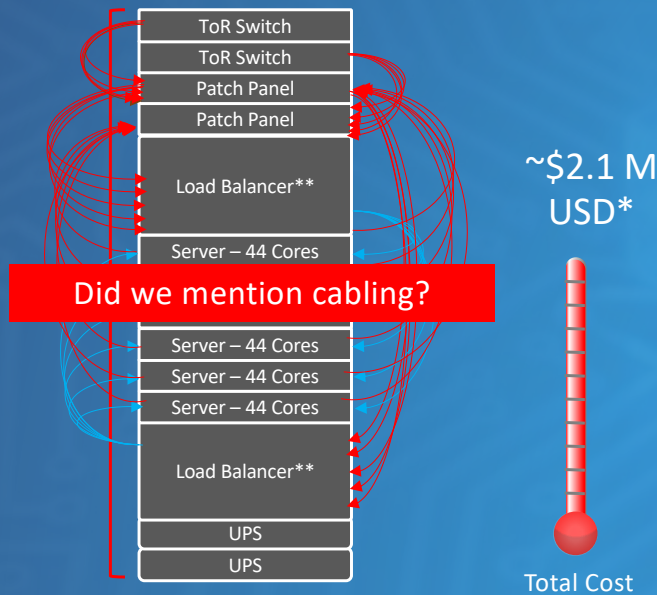 ToR Switch
ToR Switch
Patch Panel
Patch Panel
Load Balancer**
Server – 44 Cores
Did we mention cabling?
Server – 44 Cores
Server – 44 Cores
Server – 44 Cores
Load Balancer**
UPS
UPS
~$2.1 M
USD*
Total Cost